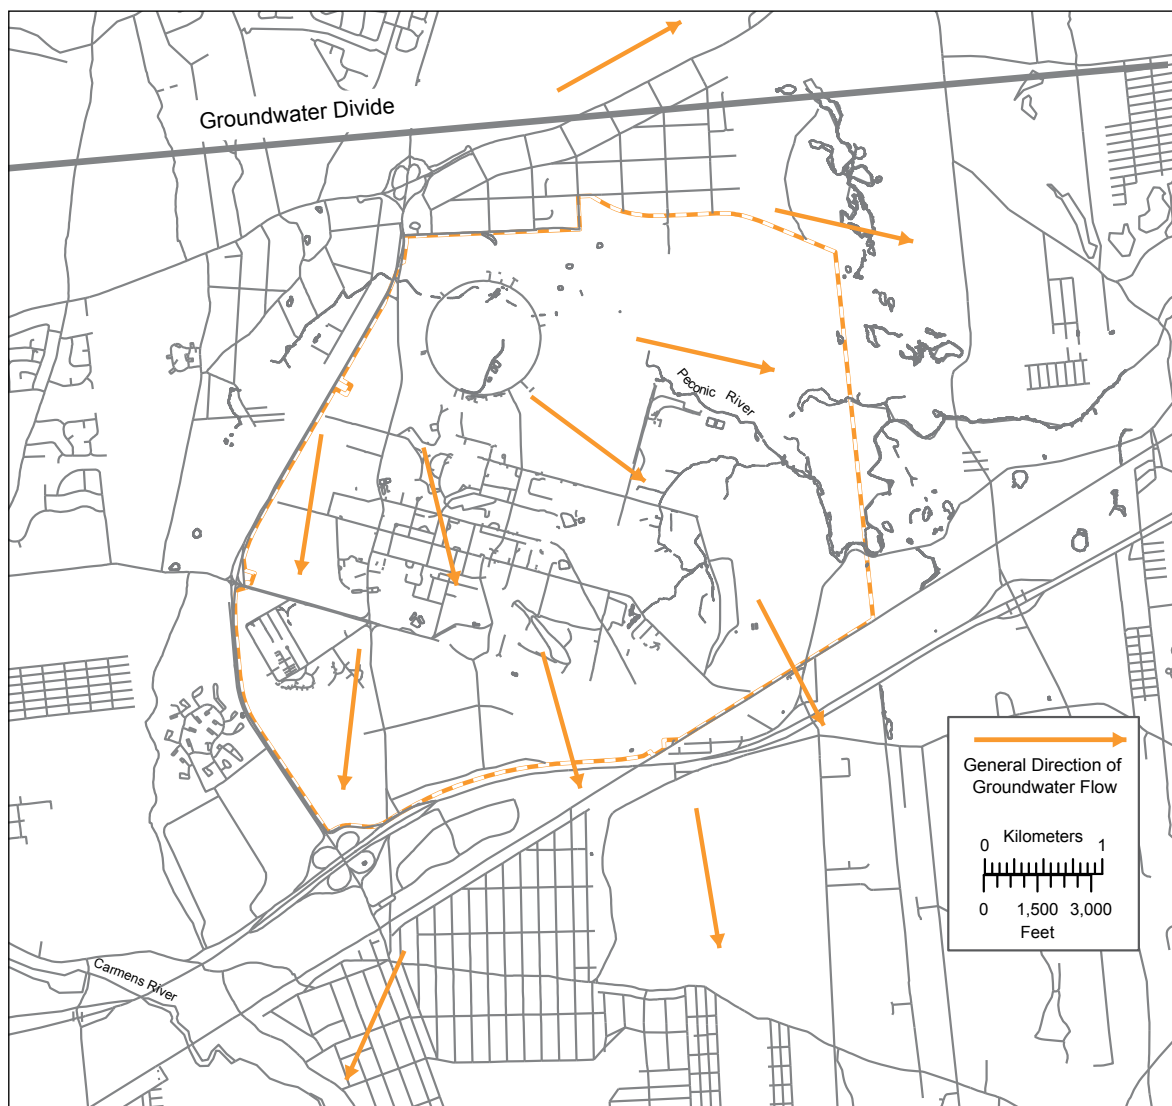 Groundwater Divide
Peconic River
General Direction of
Groundwater Flow
Kilometers
0 1
0 1,500 3,000
Feet
Carmens River